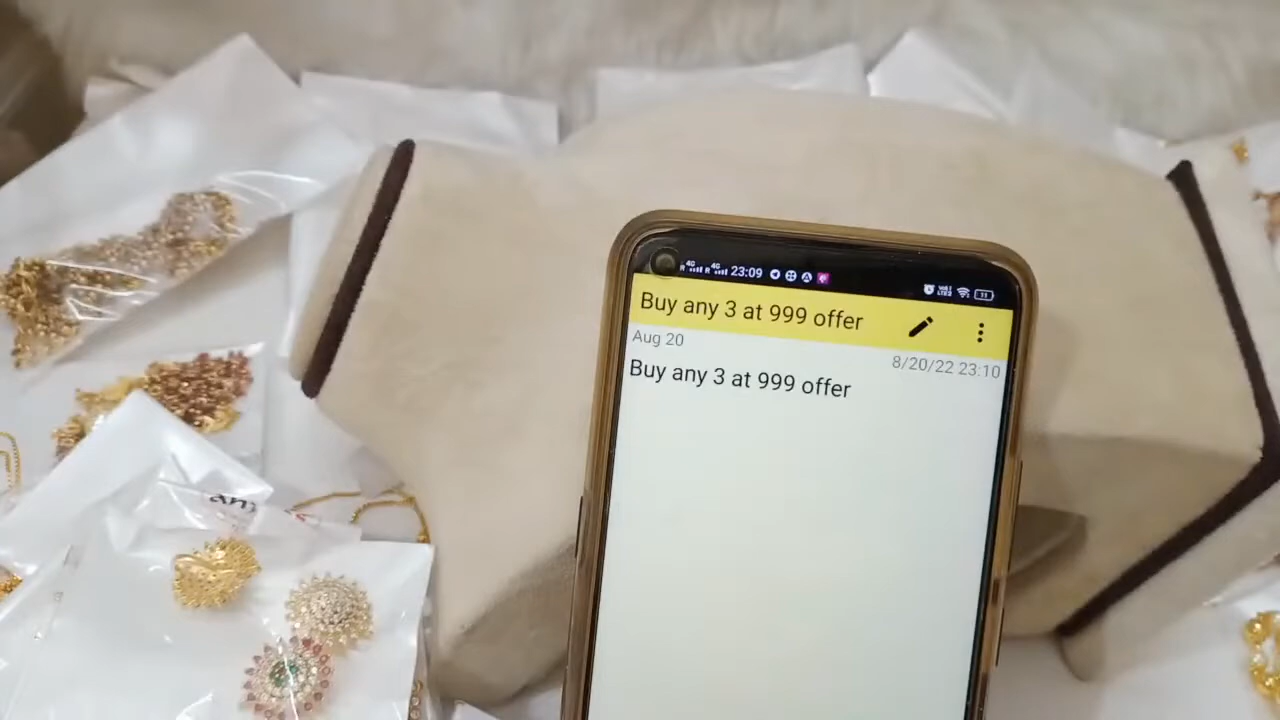 23:09
Buy any 3 at 999 offer
Aug 20
8/20/22 23:10
Buy any 3 at 999 offer